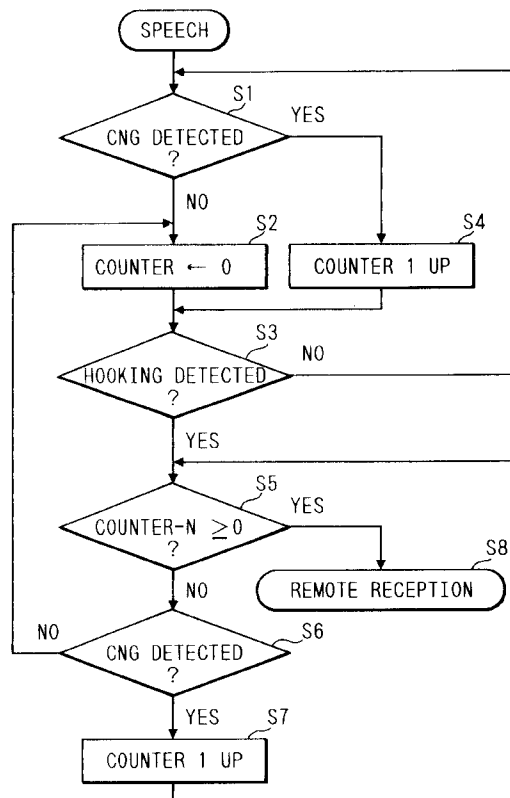 SPEECH
S1
CNG DETECTED
?
YES
NO
S2
COUNTER ← 0
S4
COUNTER 1 UP
S3
HOOKING DETECTED
?
NO
YES
S5
COUNTER-N ≥0
?
YES
S8
REMOTE RECEPTION
NO
S6
CNG DETECTED
?
NO
YES
S7
COUNTER 1 UP